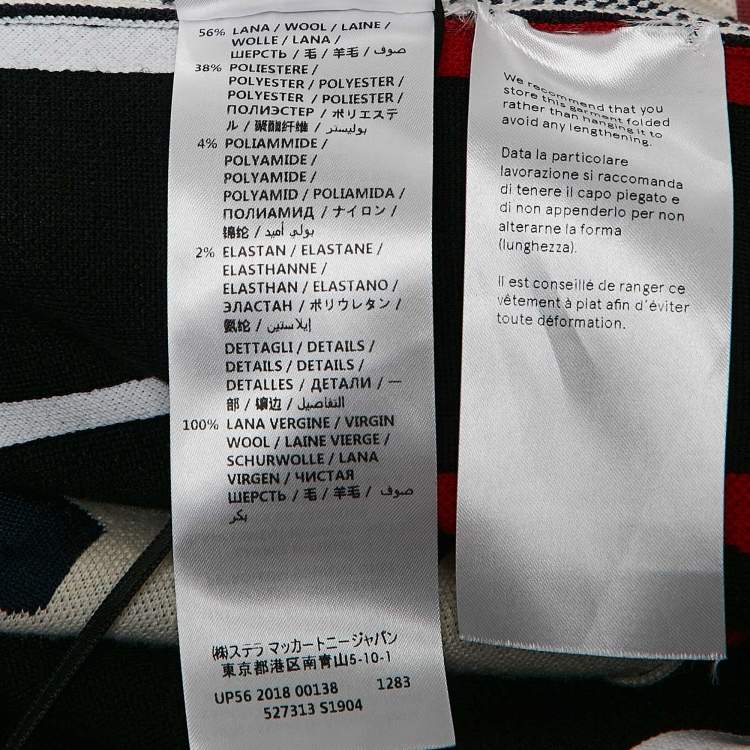 56% LANA / WOOL / LAINE /
WOLLE / LANA /
ШЕРСТЬ / 毛 / 羊毛 / صوف
38% POLIESTERE /
POLYESTER / POLYESTER /
POLYESTER / POLIESTER /
ПОЛИЭСТЕР / ポリエステ
ル / 聚酯纤维 / بوليستر
4% POLIAMMIDE /
POLYAMIDE /
POLYAMIDE /
POLYAMID / POLIAMIDA /
ПОЛИАМИД / ナイロン /
锦纶 / بولي أميد
2% ELASTAN / ELASTANE /
ELASTHANNE /
ELASTHAN / ELASTANO /
ЭЛАСТАН / ポリウレタン /
氨纶 / إيلاستين
DETTAGLI / DETAILS /
DETAILS / DETAILS /
DETALLES / ДЕТАЛИ / 一
部 / 镶边 / التفاصيل
100% LANA VERGINE / VIRGIN
WOOL / LAINE VIERGE /
SCHURWOLLE / LANA
VIRGEN / ЧИСТАЯ
ШЕРСТЬ / 毛 / 羊毛 / صوف
بكر
(株)ステラ マッカートニージャパン
東京都港区南青山5-10-1
UP56 2018 00138 1283
527313 S1904
We recommend that you
store this garment folded
rather than hanging it to
avoid any lengthening.
Data la particolare
lavorazione si raccomanda
di tenere il capo piegato e
di non appenderlo per non
alterarne la forma
(lunghezza).
Il est conseillé de ranger ce
vêtement à plat afin d'éviter
toute déformation.